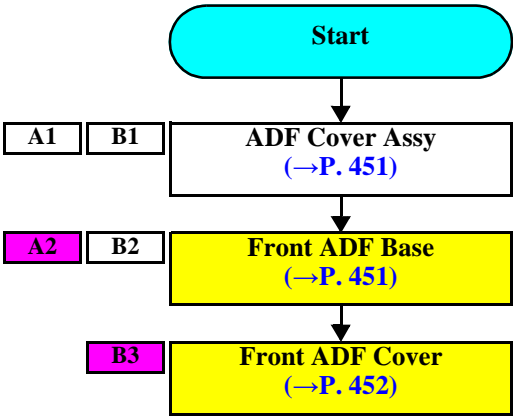 Start
A1 B1 ADF Cover Assy
(→P. 451)
A2 B2 Front ADF Base
(→P. 451)
B3 Front ADF Cover
(→P. 452)